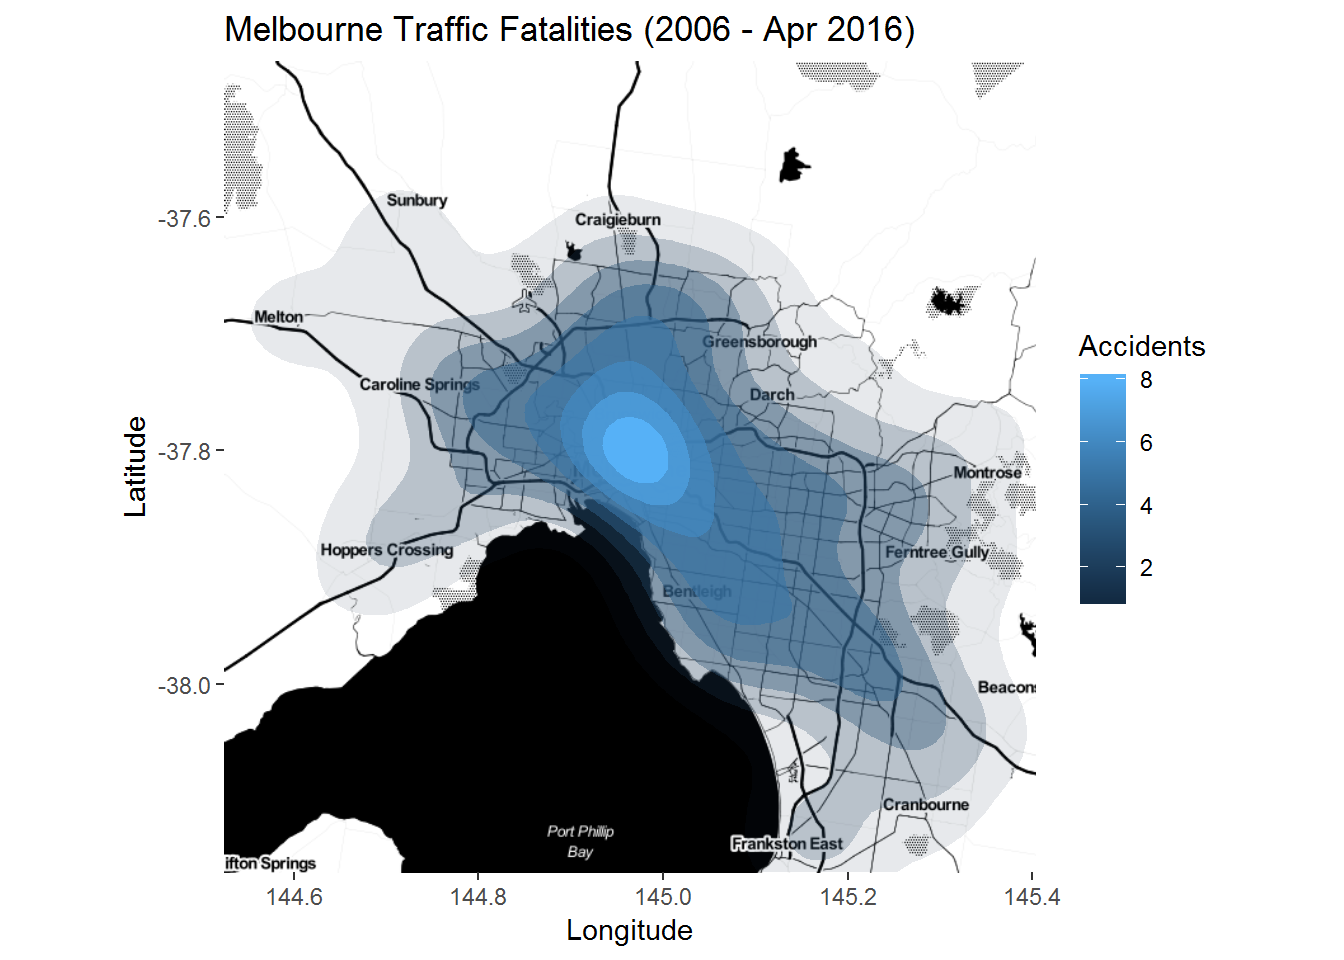 Melbourne Traffic Fatalities (2006 - Apr 2016)
Sunbury
-37.6
Craigieburn
Melton
Greensborough
Accidents
Caroline Springs
8
Darch
6
-37.8
Latitude
Montrose
4
Hoppers Crossing
Ferntree Gully
2
Bentleigh
-38.0
Beacons
Cranbourne
Port Phillip
Bay
Frankston East
ifton Springs
144.6
144.8
145.0
145.2
145.4
Longitude